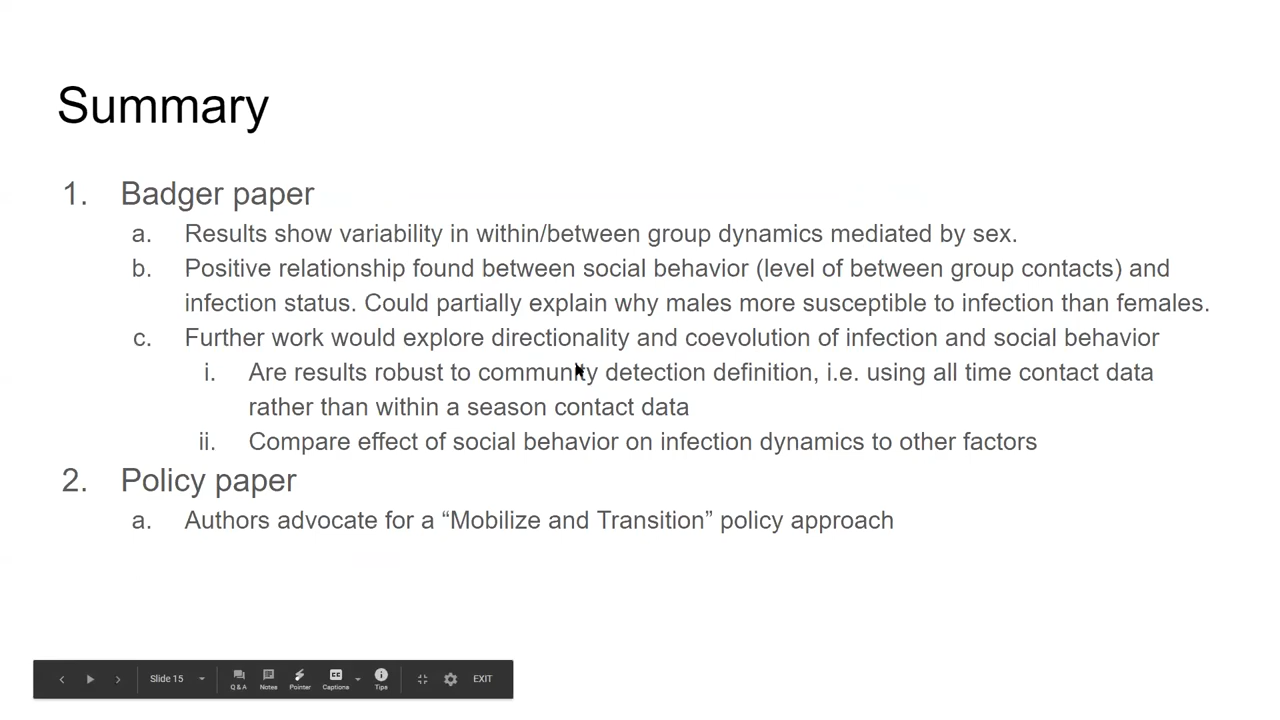 Summary
1. Badger paper
a. Results show variability in within/between group dynamics mediated by sex.
b. Positive relationship found between social behavior (level of between group contacts) and
infection status. Could partially explain why males more susceptible to infection than females.
c. Further work would explore directionality and coevolution of infection and social behavior
i. Are results robust to community detection definition, i.e. using all time contact data
rather than within a season contact data
ii. Compare effect of social behavior on infection dynamics to other factors
2. Policy paper
a. Authors advocate for a “Mobilize and Transition” policy approach
Slide 15 Q&A Notes Pointer CC Captions Tips EXIT